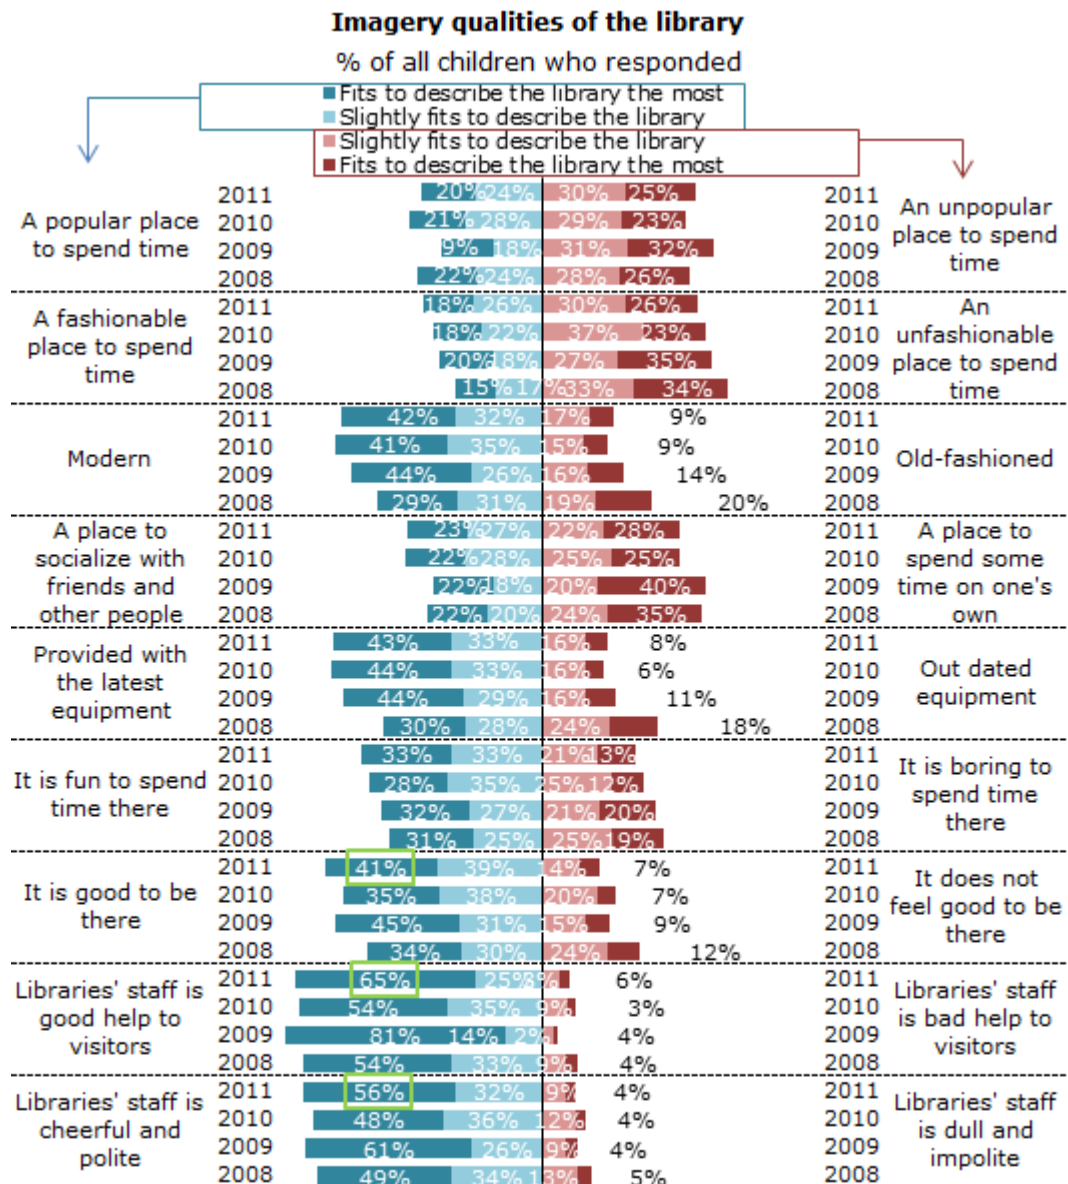 Imagery qualities of the library
% of all children who responded
Fits to describe the library the most
Slightly fits to describe the library
Slightly fits to describe the library
Fits to describe the library the most
A popular place
to spend time
2011 20% 24% 30% 25% 2011
2010 21% 28% 29% 23% 2010
2009 9% 18% 31% 32% 2009
2008 22% 24% 28% 26% 2008
An unpopular
place to spend
time
A fashionable
place to spend
time
2011 18% 26% 30% 26% 2011
2010 18% 22% 37% 23% 2010
2009 20% 18% 27% 35% 2009
2008 15% 17% 33% 34% 2008
An
unfashionable
place to spend
time
Modern
2011 42% 32% 17% 9% 2011
2010 41% 35% 15% 9% 2010
2009 44% 26% 16% 14% 2009
2008 29% 31% 19% 20% 2008
Old-fashioned
A place to
socialize with
friends and
other people
2011 23% 27% 22% 28% 2011
2010 22% 28% 25% 25% 2010
2009 22% 18% 20% 40% 2009
2008 22% 20% 24% 35% 2008
A place to
spend some
time on one's
own
Provided with
the latest
equipment
2011 43% 33% 16% 8% 2011
2010 44% 33% 16% 6% 2010
2009 44% 29% 16% 11% 2009
2008 30% 28% 24% 18% 2008
Out dated
equipment
It is fun to spend
time there
2011 33% 33% 21% 13% 2011
2010 28% 35% 25% 12% 2010
2009 32% 27% 21% 20% 2009
2008 31% 25% 25% 19% 2008
It is boring to
spend time
there
It is good to be
there
2011 41% 39% 14% 7% 2011
2010 35% 38% 20% 7% 2010
2009 45% 31% 15% 9% 2009
2008 34% 30% 24% 12% 2008
It does not
feel good to be
there
Libraries' staff is
good help to
visitors
2011 65% 25% 3% 6% 2011
2010 54% 35% 9% 3% 2010
2009 81% 14% 2% 4% 2009
2008 54% 33% 9% 4% 2008
Libraries' staff
is bad help to
visitors
Libraries' staff is
cheerful and
polite
2011 56% 32% 9% 4% 2011
2010 48% 36% 12% 4% 2010
2009 61% 26% 9% 4% 2009
2008 49% 34% 13% 5% 2008
Libraries' staff
is dull and
impolite